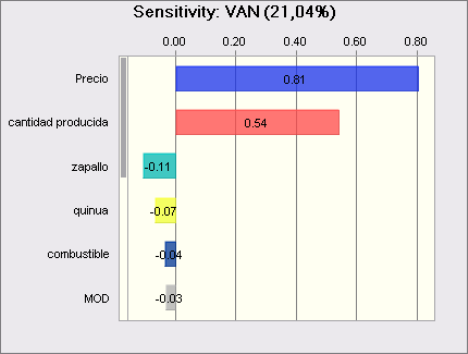 Sensitivity: VAN (21,04%)
0.00 0.20 0.40 0.60 0.80
Precio 0.81
cantidad producida 0.54
zapallo -0.11
quinua -0.07
combustible -0.04
MOD -0.03